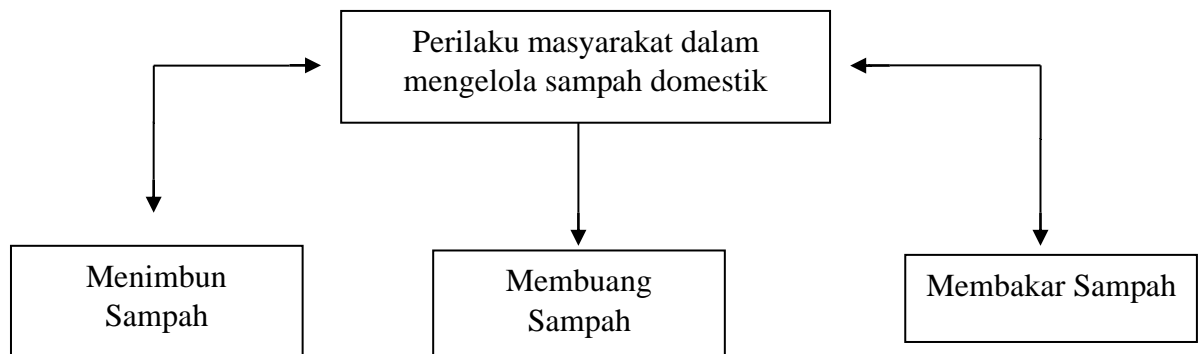 Perilaku masyarakat dalam
mengelola sampah domestik
Menimbun
Sampah
Membuang
Sampah
Membakar Sampah